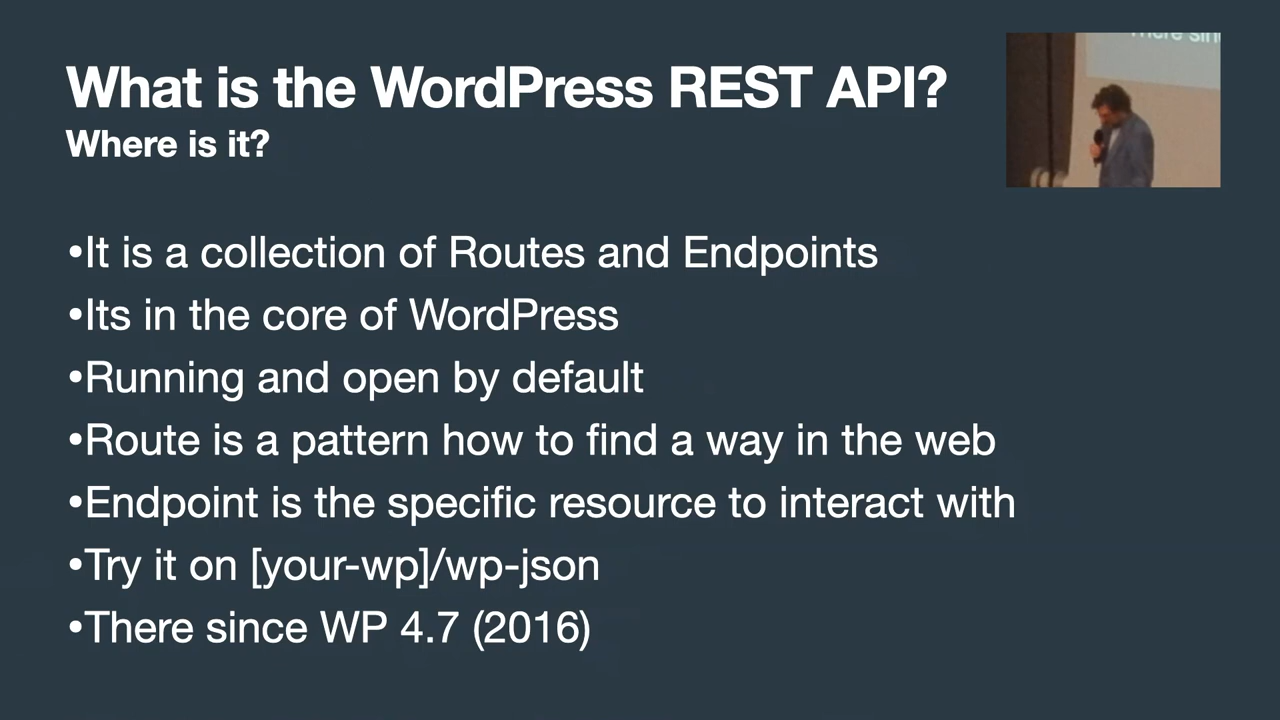 What is the WordPress REST API?
Where is it?
•It is a collection of Routes and Endpoints
•Its in the core of WordPress
•Running and open by default
•Route is a pattern how to find a way in the web
•Endpoint is the specific resource to interact with
•Try it on [your-wp]/wp-json
•There since WP 4.7 (2016)